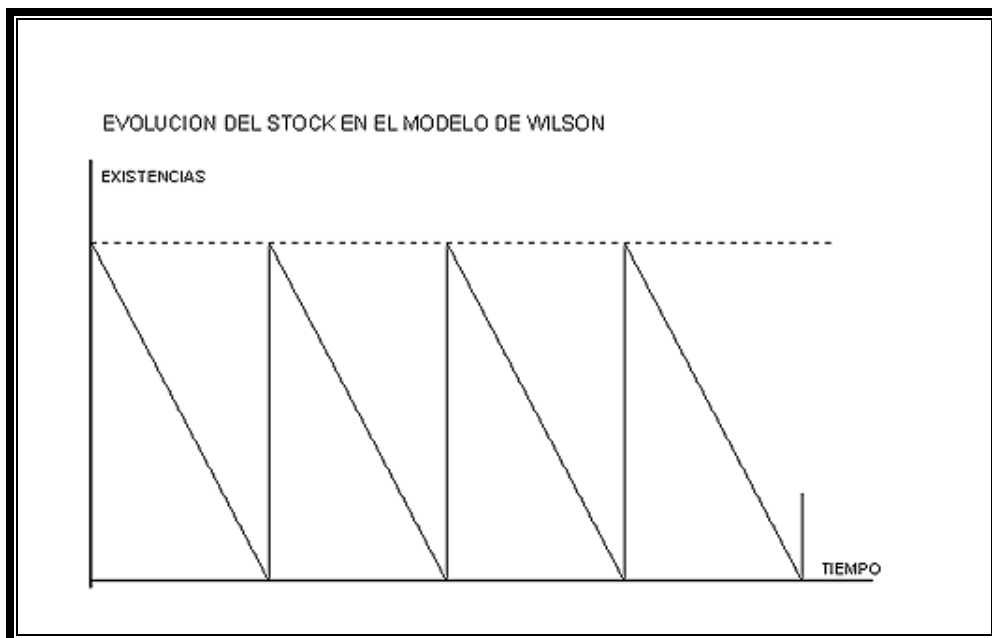 EVOLUCION DEL STOCK EN EL MODELO DE WILSON
EXISTENCIAS
TIEMPO